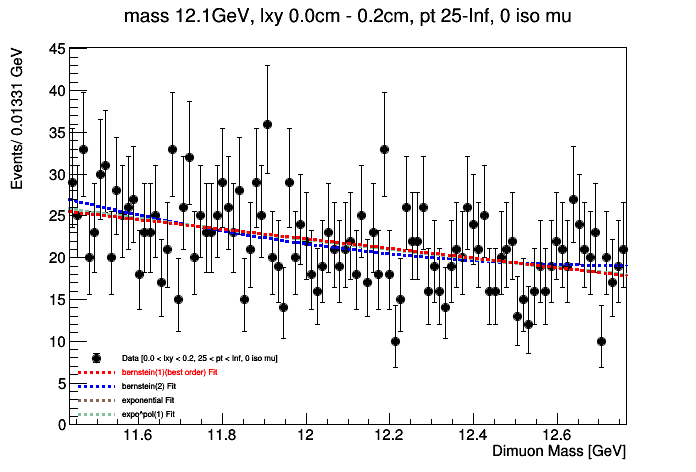 mass 12.1GeV, lxy 0.0cm - 0.2cm, pt 25-Inf, 0 iso mu
Events/ 0.01331 GeV
45
40
35
30
25
20
15
10
5
0
Data [0.0 < lxy < 0.2, 25 < pt < Inf, 0 iso mu]
bernstein(1)(best order) Fit
bernstein(2) Fit
exponential Fit
expo*pol(1) Fit
11.6 11.8 12 12.2 12.4 12.6
Dimuon Mass [GeV]